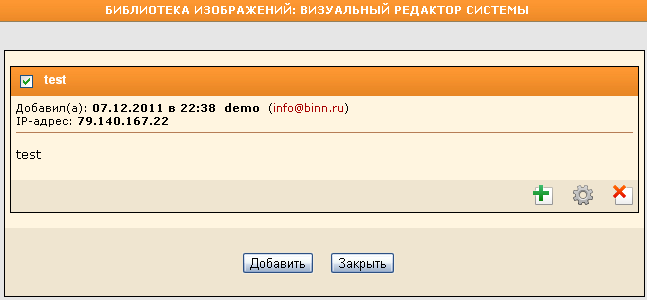 БИБЛИОТЕКА ИЗОБРАЖЕНИЙ: ВИЗУАЛЬНЫЙ РЕДАКТОР СИСТЕМЫ
test
Добавил(а): 07.12.2011 в 22:38 demo (info@binn.ru)
IP-адрес: 79.140.167.22
test
Добавить Закрыть